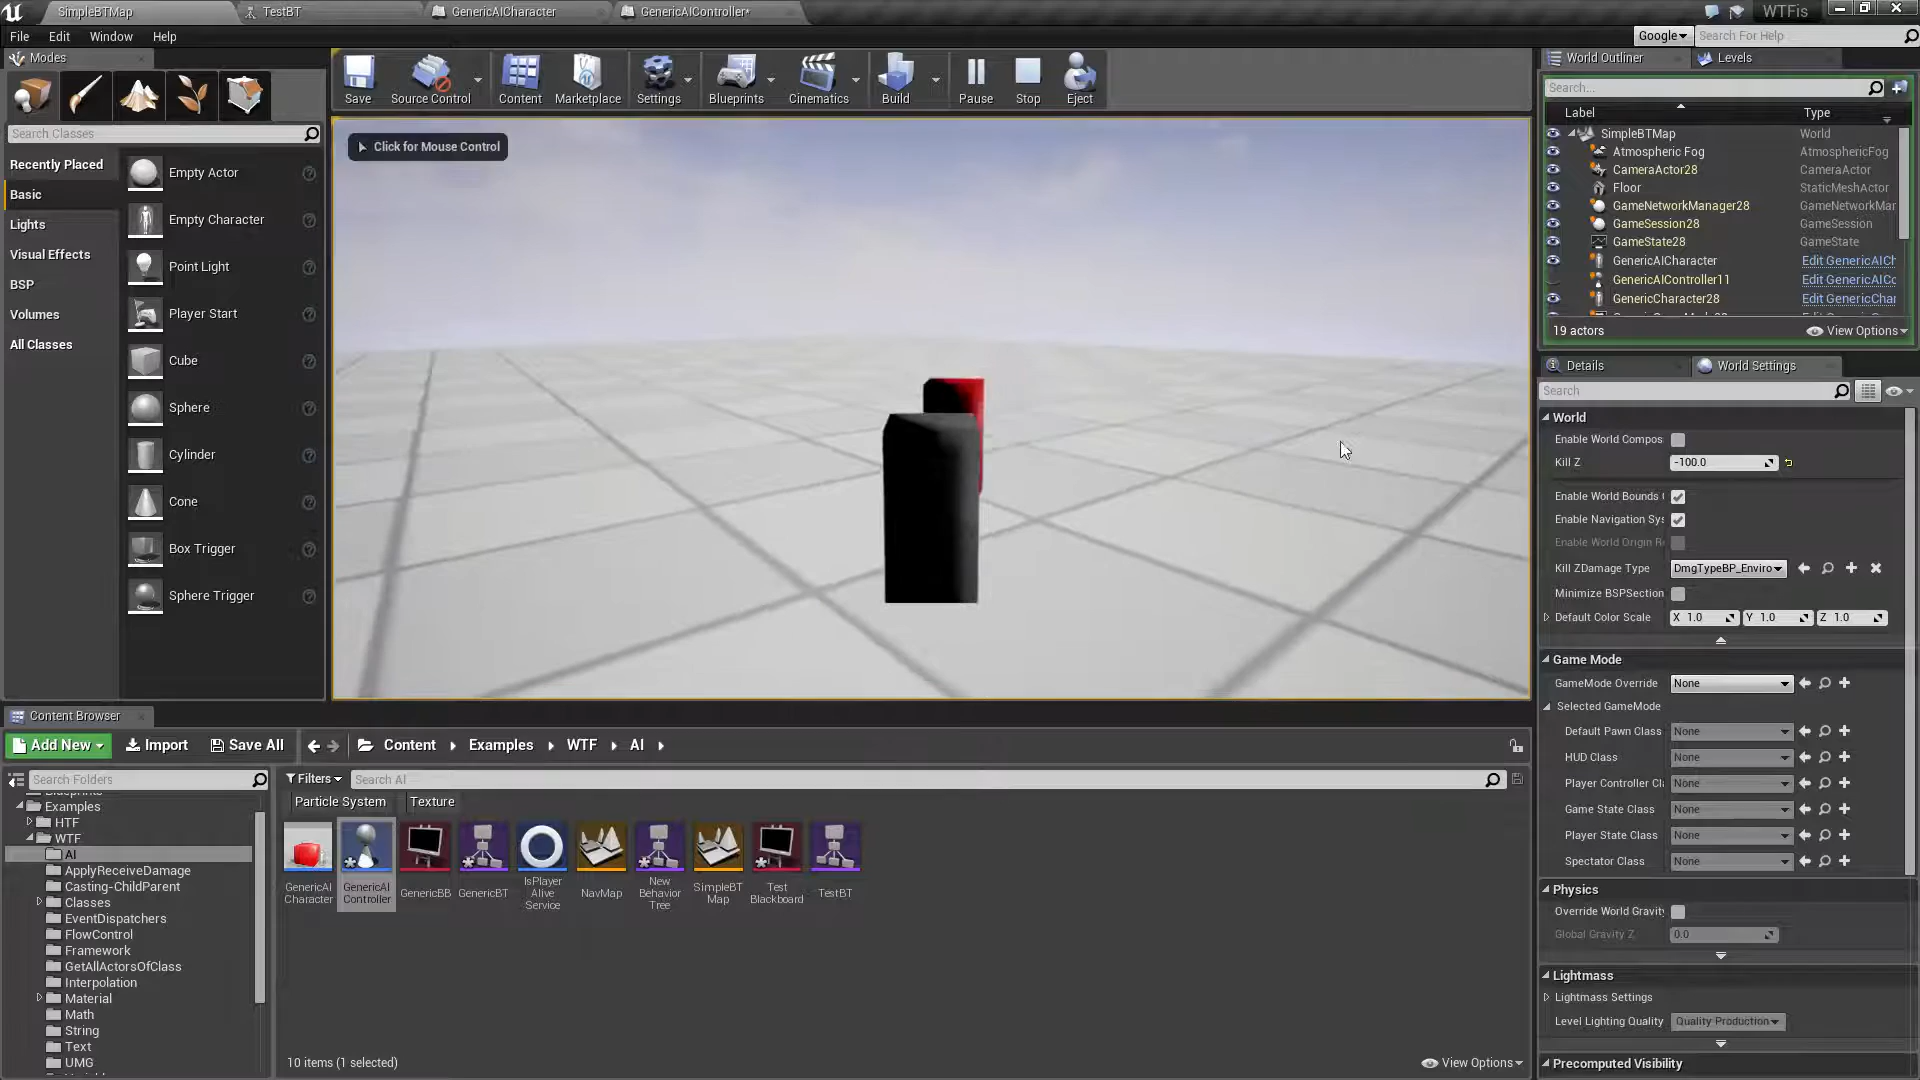 SimpleBTMap
TestBT
GenericAICharacter
GenericAIController*
WTFis
File
Edit
Window
Help
Google
Search For Help
Modes
Save
Source Control
Content
Marketplace
Settings
Blueprints
Cinematics
Build
Pause
Stop
Eject
Search Classes
Recently Placed
Basic
Lights
Visual Effects
BSP
Volumes
All Classes
Empty Actor
Empty Character
Point Light
Player Start
Cube
Sphere
Cylinder
Cone
Box Trigger
Sphere Trigger
Click for Mouse Control
World Outliner
Levels
Search...
Label
Type
SimpleBTMap World
Atmospheric Fog AtmosphericFog
CameraActor28 CameraActor
Floor StaticMeshActor
GameNetworkManager28 GameNetworkMar
GameSession28 GameSession
GameState28 GameState
GenericAICharacter Edit GenericAICh
GenericAIController11 Edit GenericAICo
GenericCharacter28 Edit GenericChar
19 actors
View Options
Details
World Settings
Search
World
Enable World Compos
Kill Z -100.0
Enable World Bounds
Enable Navigation Sys
Enable World Origin R
Kill ZDamage Type DmgTypeBP_Enviro
Minimize BSPSection
Default Color Scale X 1.0 Y 1.0 Z 1.0
Game Mode
GameMode Override None
Selected GameMode
Default Pawn Class None
HUD Class None
Player Controller Cl None
Game State Class None
Player State Class None
Spectator Class None
Physics
Override World Gravity
Global Gravity Z 0.0
Lightmass
Lightmass Settings
Level Lighting Quality Quality Production
Precomputed Visibility
Content Browser
Add New
Import
Save All
Content
Examples
WTF
AI
Search Folders
Filters
Search AI
Particle System
Texture
Examples
HTF
WTF
AI
ApplyReceiveDamage
Casting-ChildParent
Classes
EventDispatchers
FlowControl
Framework
GetAllActorsOfClass
Interpolation
Material
Math
String
Text
UMG
GenericAI
Character
GenericAI
Controller
GenericBB
GenericBT
IsPlayer
Alive
Service
NavMap
New
Behavior
Tree
SimpleBT
Map
Test
Blackboard
TestBT
10 items (1 selected)
View Options